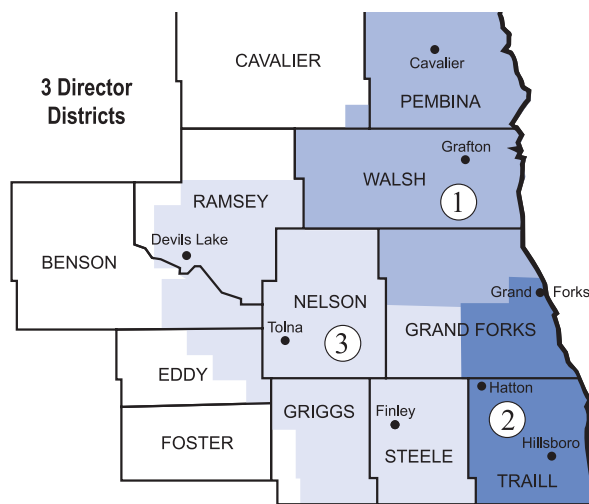 3 Director
Districts
CAVALIER
Cavalier
PEMBINA
Grafton
WALSH
1
RAMSEY
Devils Lake
BENSON
NELSON
Grand Forks
Tolna
3
GRAND FORKS
EDDY
Hatton
GRIGGS
Finley
2
FOSTER
STEELE
Hillsboro
TRAILL